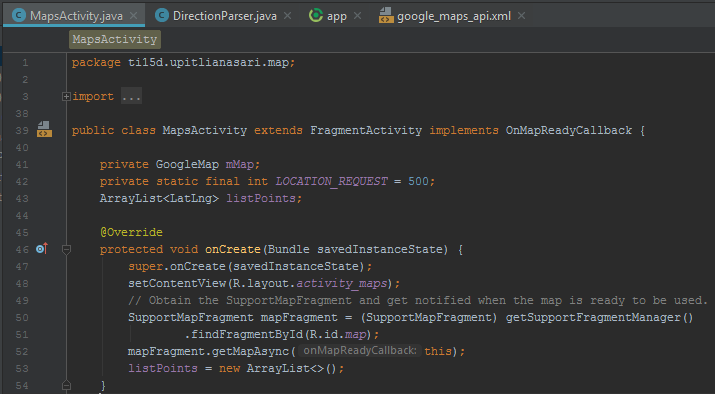 MapsActivity.java × DirectionParser.java × app × google_maps_api.xml ×
MapsActivity
1 package ti15d.upitlianasari.map;
2
3 import ...
38
39 public class MapsActivity extends FragmentActivity implements OnMapReadyCallback {
40
41 private GoogleMap mMap;
42 private static final int LOCATION_REQUEST = 500;
43 ArrayList<LatLng> listPoints;
44
45 @Override
46 protected void onCreate(Bundle savedInstanceState) {
47 super.onCreate(savedInstanceState);
48 setContentView(R.layout.activity_maps);
49 // Obtain the SupportMapFragment and get notified when the map is ready to be used.
50 SupportMapFragment mapFragment = (SupportMapFragment) getSupportFragmentManager()
51 .findFragmentById(R.id.map);
52 mapFragment.getMapAsync( onMapReadyCallback: this);
53 listPoints = new ArrayList<>();
54 }